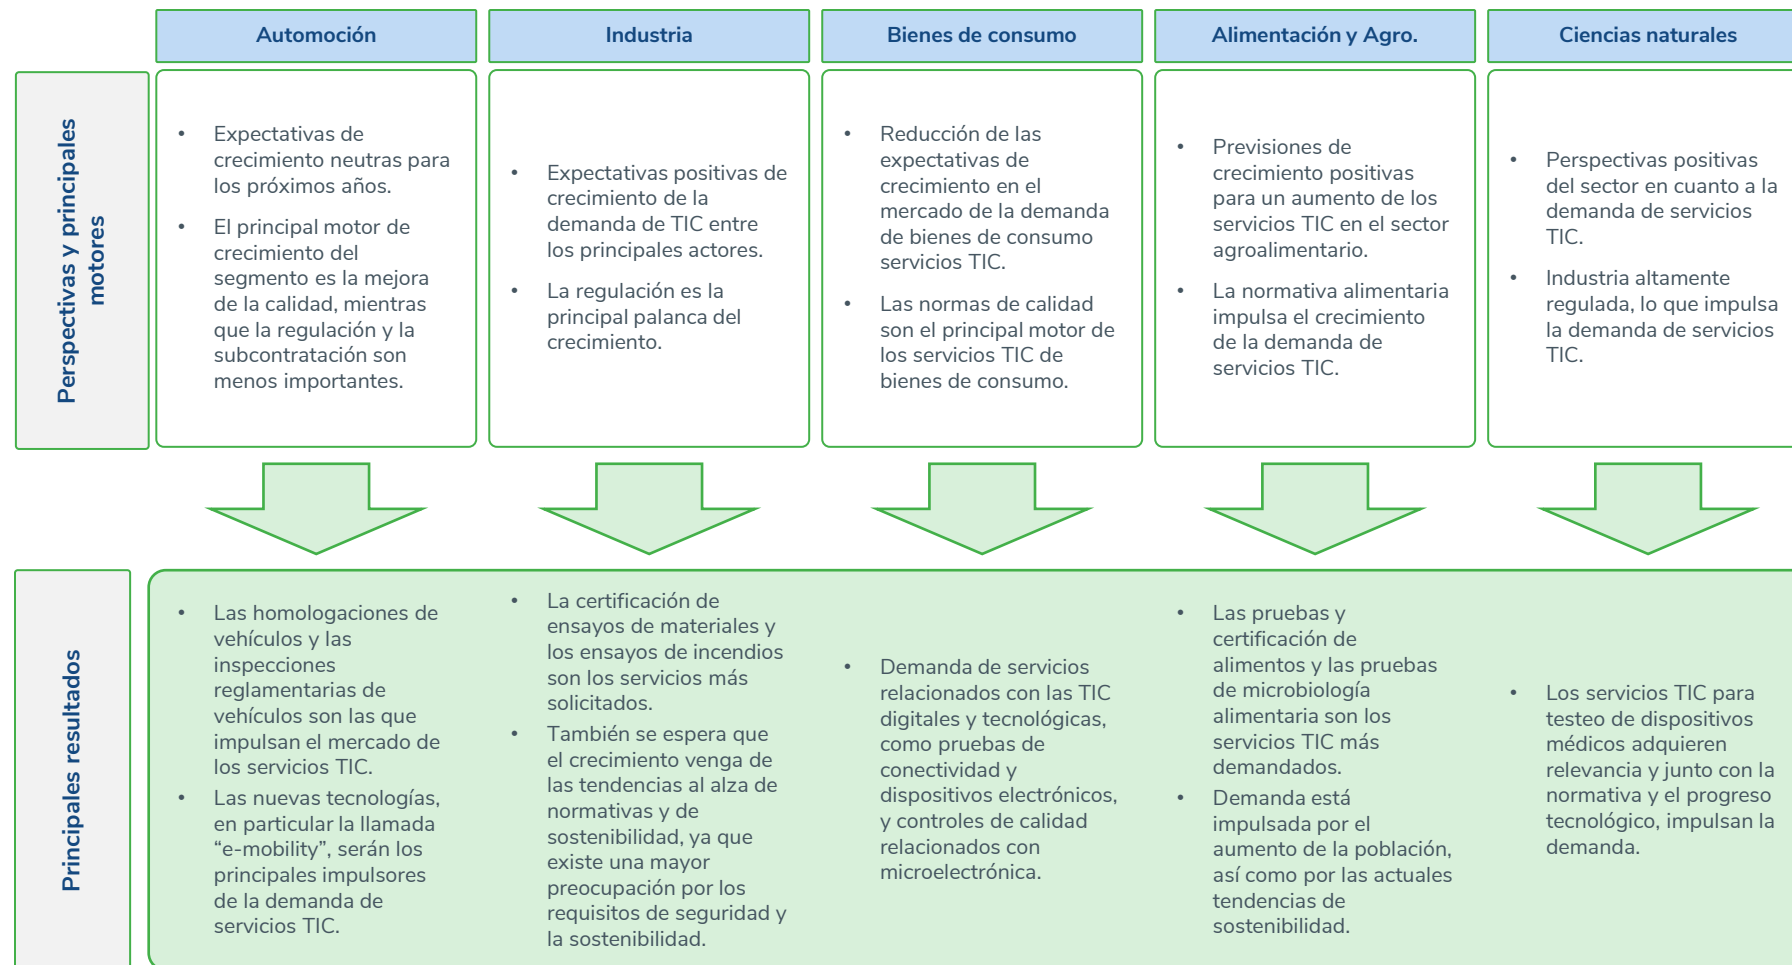 Automoción
Industria
Bienes de consumo
Alimentación y Agro.
Ciencias naturales
Perspectivas y principales
motores
• Expectativas de
crecimiento neutras para
los próximos años.
• El principal motor de
crecimiento del
segmento es la mejora
de la calidad, mientras
que la regulación y la
subcontratación son
menos importantes.
• Expectativas positivas de
crecimiento de la
demanda de TIC entre
los principales actores.
• La regulación es la
principal palanca del
crecimiento.
• Reducción de las
expectativas de
crecimiento en el
mercado de la demanda
de bienes de consumo
servicios TIC.
• Las normas de calidad
son el principal motor de
los servicios TIC de
bienes de consumo.
• Previsiones de
crecimiento positivas
para un aumento de los
servicios TIC en el sector
agroalimentario.
• La normativa alimentaria
impulsa el crecimiento
de la demanda de
servicios TIC.
• Perspectivas positivas
del sector en cuanto a la
demanda de servicios
TIC.
• Industria altamente
regulada, lo que impulsa
la demanda de servicios
TIC.
Principales resultados
• Las homologaciones de
vehículos y las
inspecciones
reglamentarias de
vehículos son las que
impulsan el mercado de
los servicios TIC.
• Las nuevas tecnologías,
en particular la llamada
“e-mobility”, serán los
principales impulsores
de la demanda de
servicios TIC.
• La certificación de
ensayos de materiales y
los ensayos de incendios
son los servicios más
solicitados.
• También se espera que
el crecimiento venga de
las tendencias al alza de
normativas y de
sostenibilidad, ya que
existe una mayor
preocupación por los
requisitos de seguridad y
la sostenibilidad.
• Demanda de servicios
relacionados con las TIC
digitales y tecnológicas,
como pruebas de
conectividad y
dispositivos electrónicos,
y controles de calidad
relacionados con
microelectrónica.
• Las pruebas y
certificación de
alimentos y las pruebas
de microbiología
alimentaria son los
servicios TIC más
demandados.
• Demanda está
impulsada por el
aumento de la población,
así como por las actuales
tendencias de
sostenibilidad.
• Los servicios TIC para
testeo de dispositivos
médicos adquieren
relevancia y junto con la
normativa y el progreso
tecnológico, impulsan la
demanda.